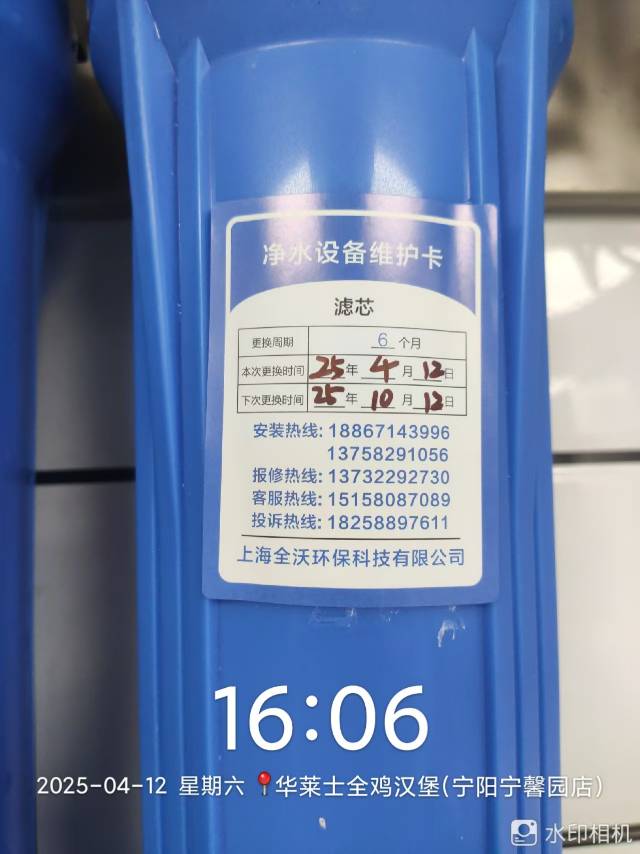 净水设备维护卡
滤芯
更换周期 6 个月
本次更换时间 25 年 4 月 12 日
下次更换时间 25 年 10 月 12 日
安装热线: 18867143996
13758291056
报修热线: 13732292730
客服热线: 15158087089
投诉热线: 18258897611
上海全沃环保科技有限公司
16:06
2025-04-12 星期六 华莱士全鸡汉堡(宁阳宁馨园店)
水印相机